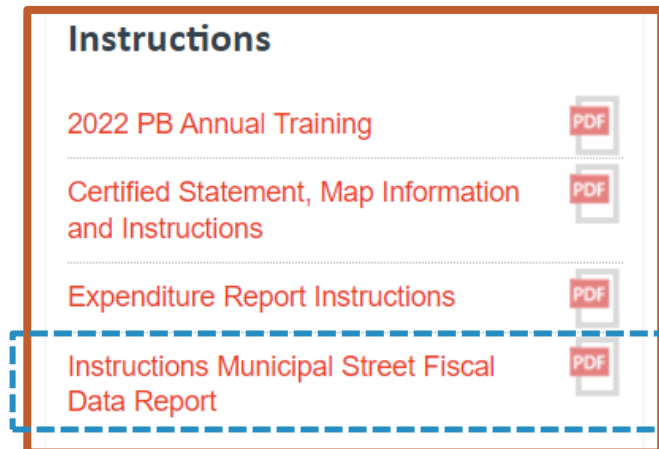 Instructions
2022 PB Annual Training
PDF
Certified Statement, Map Information
PDF
and Instructions
Expenditure Report Instructions
PDF
Instructions Municipal Street Fiscal
PDF
Data Report